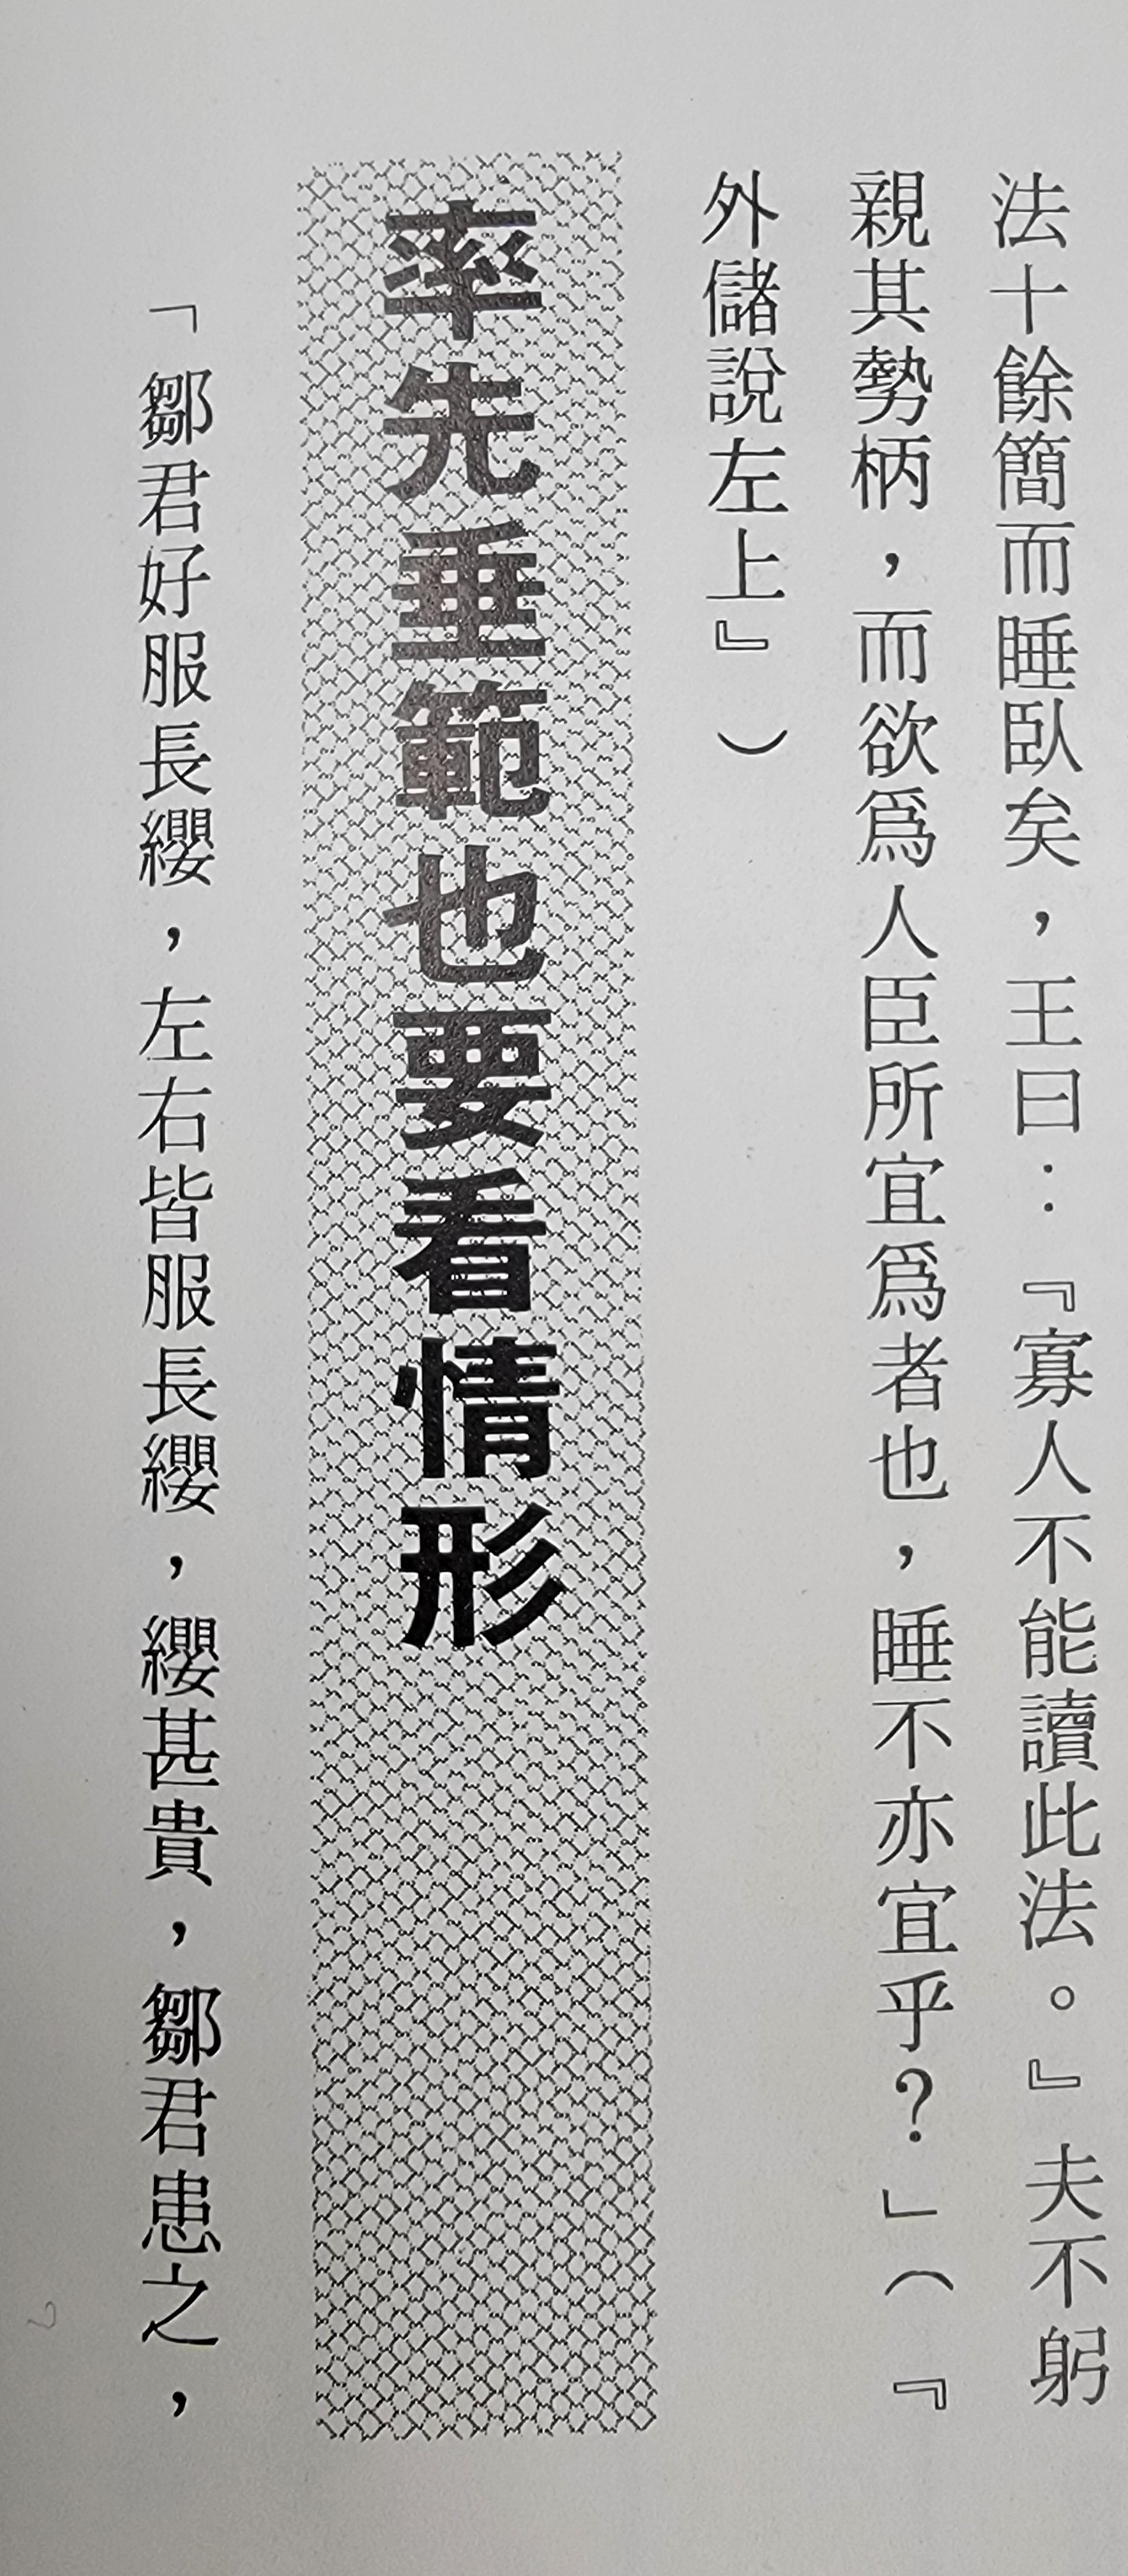 法十餘簡而睡臥矣，王曰：『寡人不能讀此法。』夫不躬
親其勢柄，而欲爲人臣所宜爲者也，睡不亦宜乎？」（『
外儲說左上』）
率先垂範也要看情形
「鄒君好服長纓，左右皆服長纓，纓甚貴，鄒君患之，